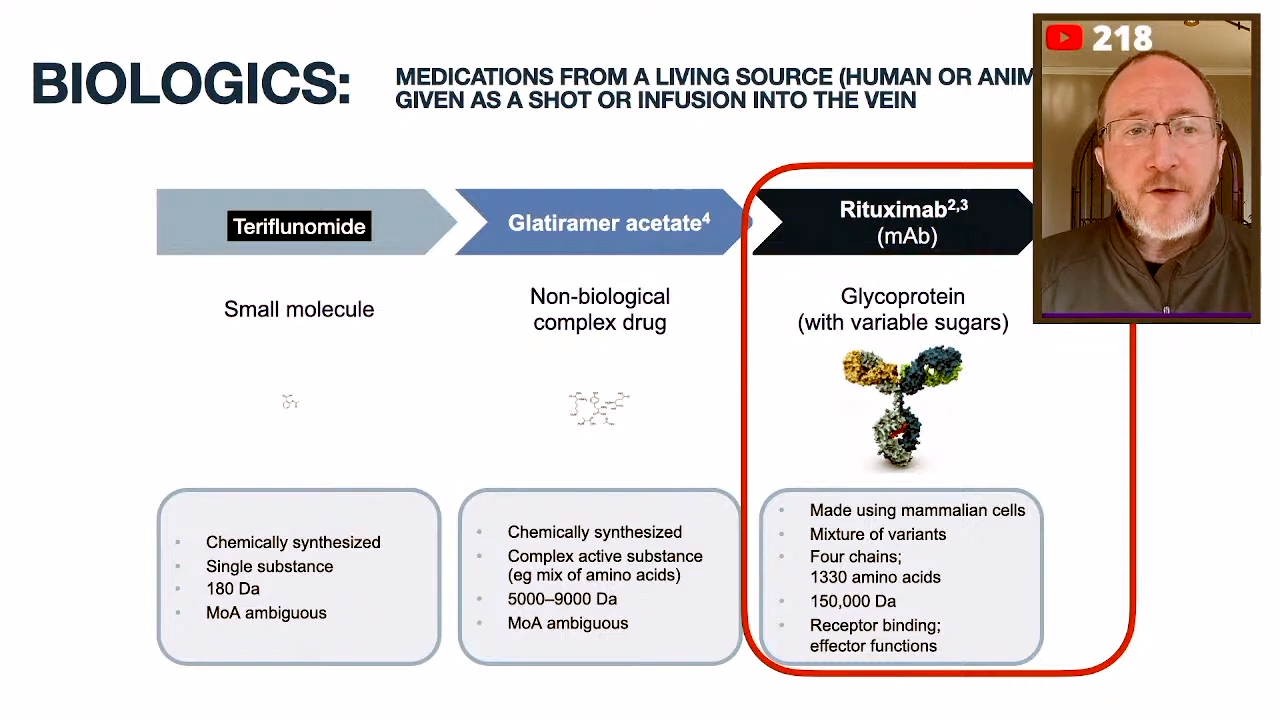 218
BIOLOGICS:
MEDICATIONS FROM A LIVING SOURCE (HUMAN OR ANIM
GIVEN AS A SHOT OR INFUSION INTO THE VEIN
Teriflunomide
Glatiramer acetate⁴
Rituximab²,³
(mAb)
Small molecule
Non-biological
complex drug
Glycoprotein
(with variable sugars)
Chemically synthesized
Single substance
180 Da
MoA ambiguous
Chemically synthesized
Complex active substance
(eg mix of amino acids)
5000–9000 Da
MoA ambiguous
Made using mammalian cells
Mixture of variants
Four chains;
1330 amino acids
150,000 Da
Receptor binding;
effector functions